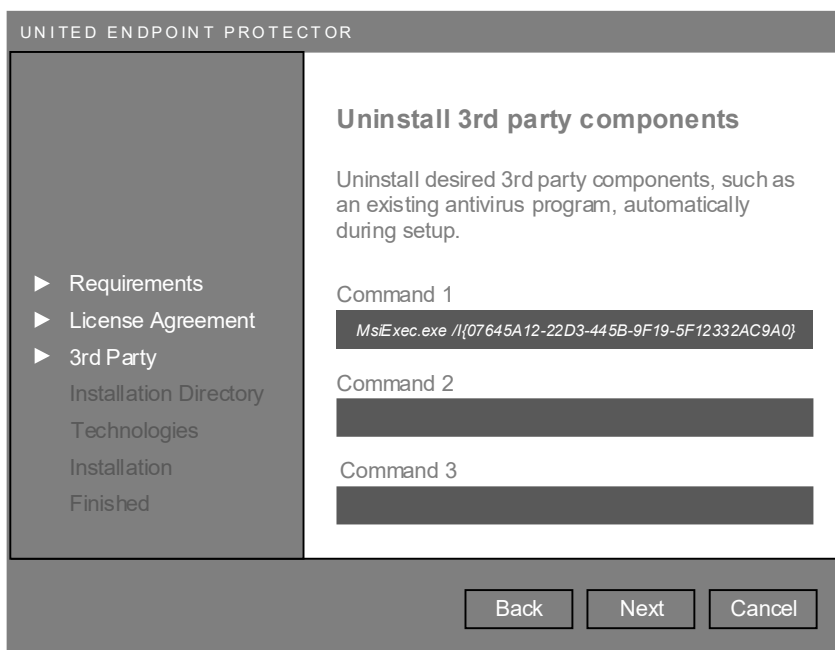 UNITED ENDPOINT PROTECTOR
► Requirements
► License Agreement
► 3rd Party
Installation Directory
Technologies
Installation
Finished
Uninstall 3rd party components
Uninstall desired 3rd party components, such as
an existing antivirus program, automatically
during setup.
Command 1
MsiExec.exe /I{07645A12-22D3-445B-9F19-5F12332AC9A0}
Command 2
Command 3
Back Next Cancel